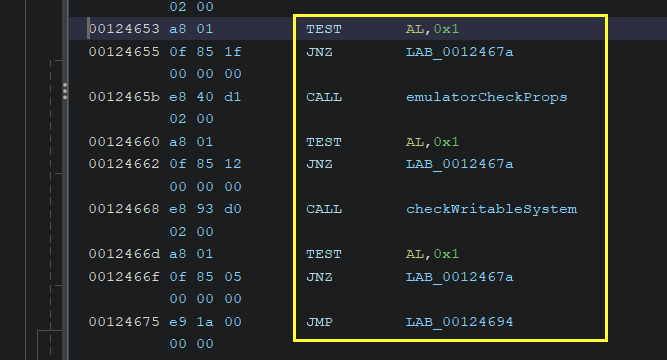 02 00
00124653 a8 01 TEST AL,0x1
00124655 0f 85 1f JNZ LAB_0012467a
00 00 00
0012465b e8 40 d1 CALL emulatorCheckProps
02 00
00124660 a8 01 TEST AL,0x1
00124662 0f 85 12 JNZ LAB_0012467a
00 00 00
00124668 e8 93 d0 CALL checkWritableSystem
02 00
0012466d a8 01 TEST AL,0x1
0012466f 0f 85 05 JNZ LAB_0012467a
00 00 00
00124675 e9 1a 00 JMP LAB_00124694
00 00